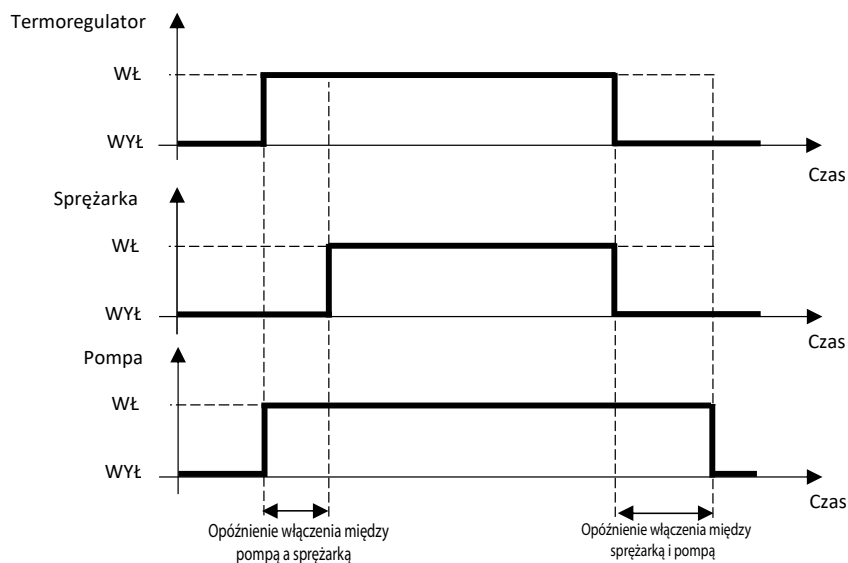 Termoregulator
WŁ
WYŁ
Czas
Sprężarka
WŁ
WYŁ
Czas
Pompa
WŁ
WYŁ
Czas
Opóźnienie włączenia między
pompą a sprężarką
Opóźnienie włączenia między
sprężarką i pompą